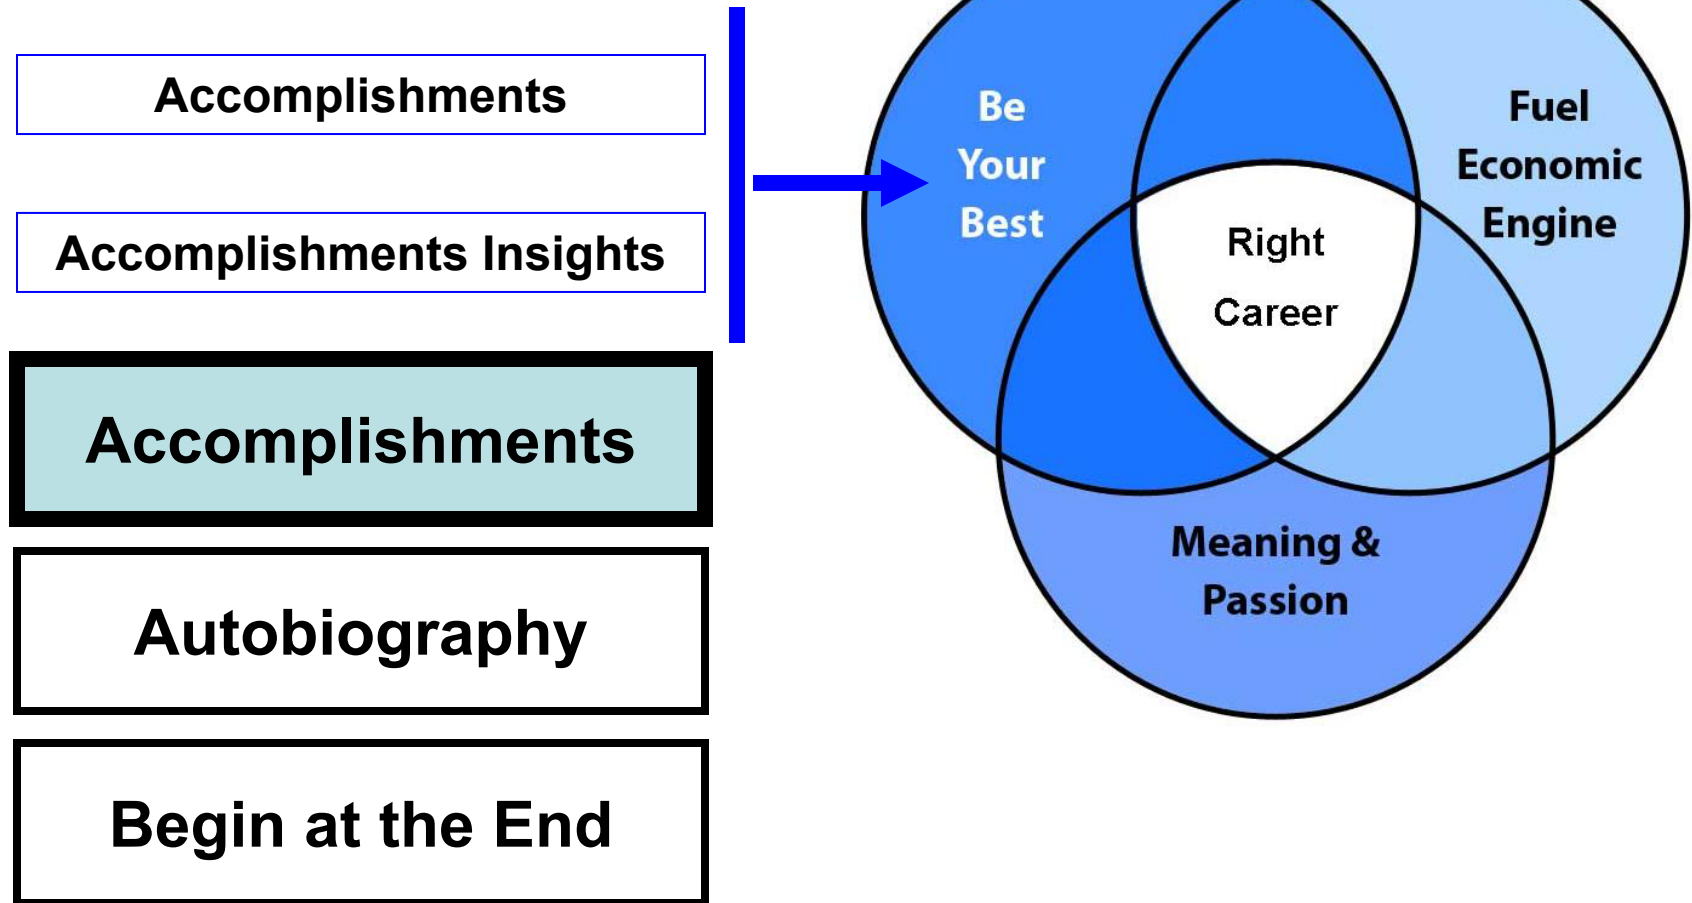 Accomplishments
Accomplishments Insights
Accomplishments
Autobiography
Begin at the End
Be
Your
Best
Fuel
Economic
Engine
Right
Career
Meaning &
Passion